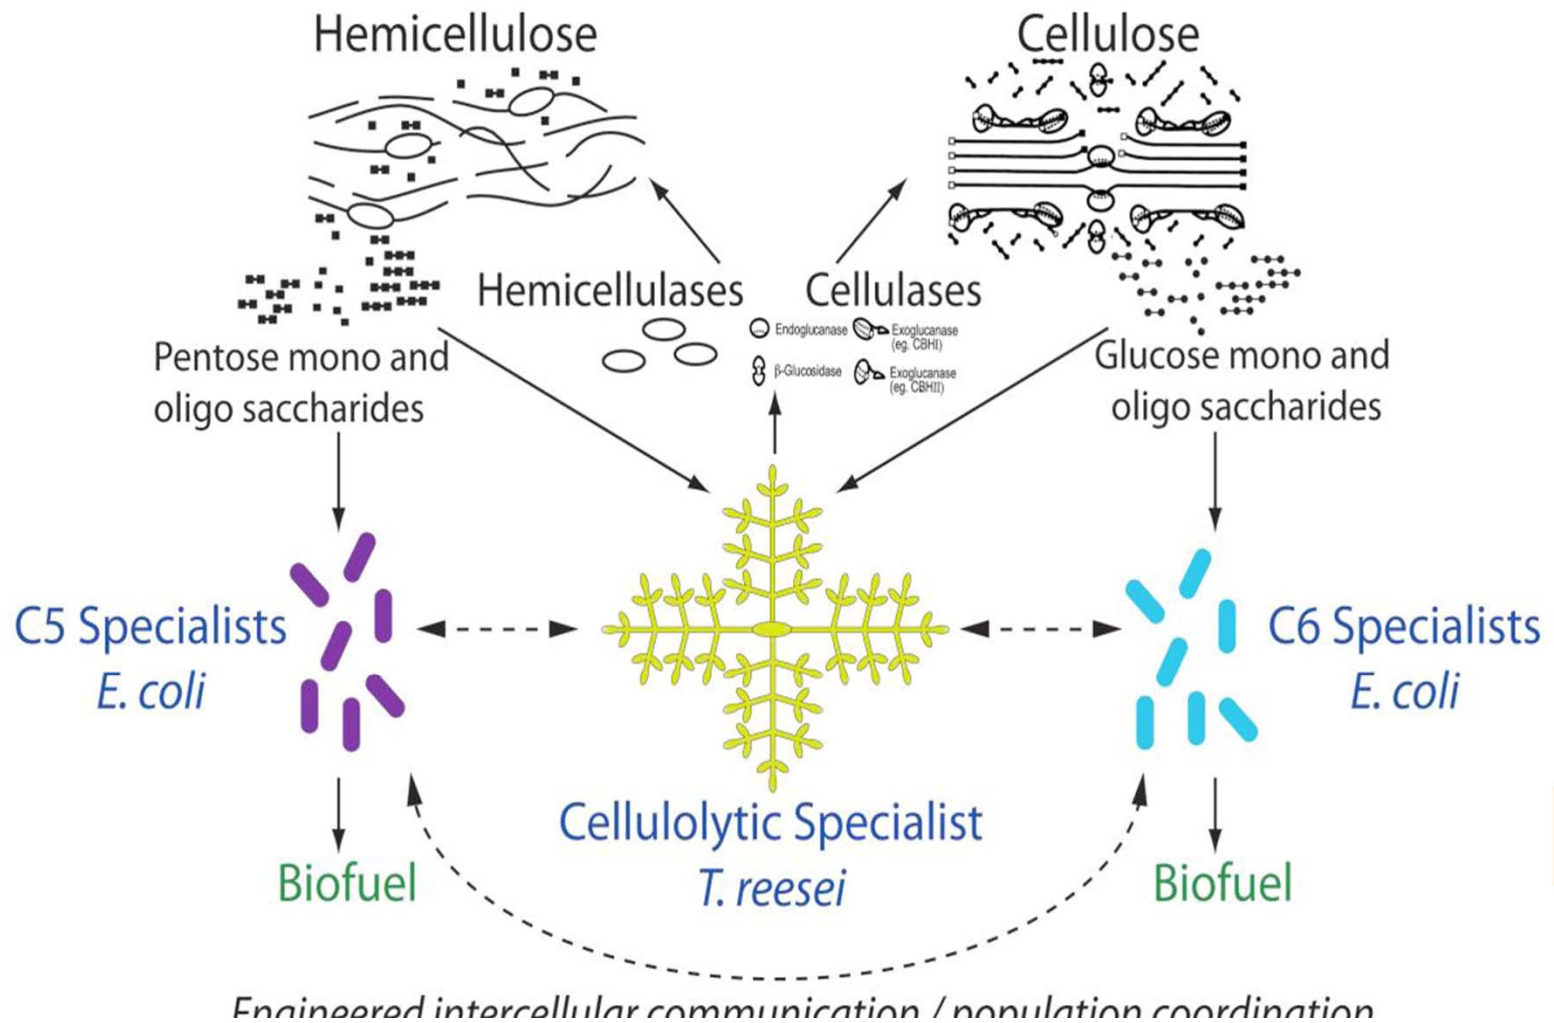 Hemicellulose
Cellulose
Hemicellulases
Cellulases
Endoglucanase
Exoglucanase
(eg. CBHI)
β-Glucosidase
Exoglucanase
(eg. CBHII)
Pentose mono and
oligo saccharides
Glucose mono and
oligo saccharides
C5 Specialists
E. coli
C6 Specialists
E. coli
Cellulolytic Specialist
T. reesei
Biofuel
Biofuel
Engineered intercellular communication / population coordination